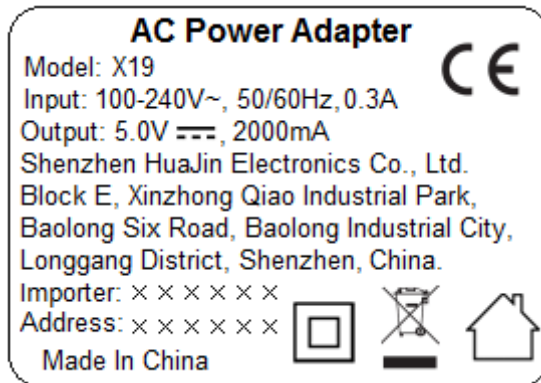 AC Power Adapter
CE
Model: X19
Input: 100-240V~, 50/60Hz,0.3A
Output: 5.0V ⎓, 2000mA
Shenzhen HuaJin Electronics Co., Ltd.
Block E, Xinzhong Qiao Industrial Park,
Baolong Six Road, Baolong Industrial City,
Longgang District, Shenzhen, China.
Importer: × × × × × ×
Address: × × × × × ×
Made In China